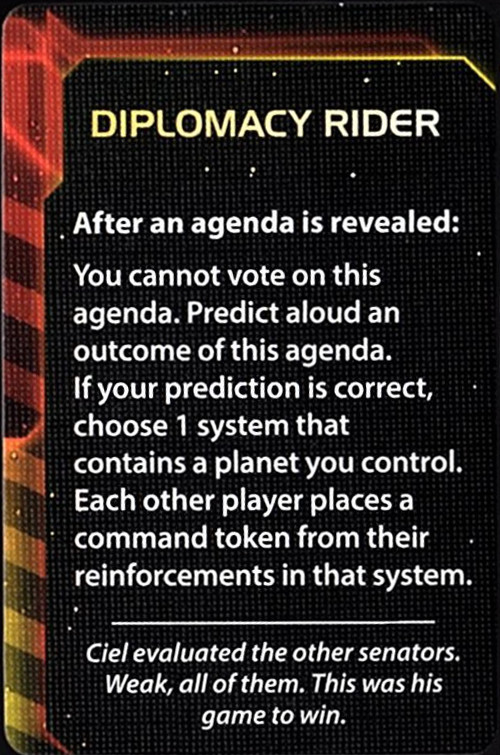 DIPLOMACY RIDER
After an agenda is revealed:
You cannot vote on this
agenda. Predict aloud an
outcome of this agenda.
If your prediction is correct,
choose 1 system that
contains a planet you control.
Each other player places a
command token from their
reinforcements in that system.
Ciel evaluated the other senators.
Weak, all of them. This was his
game to win.